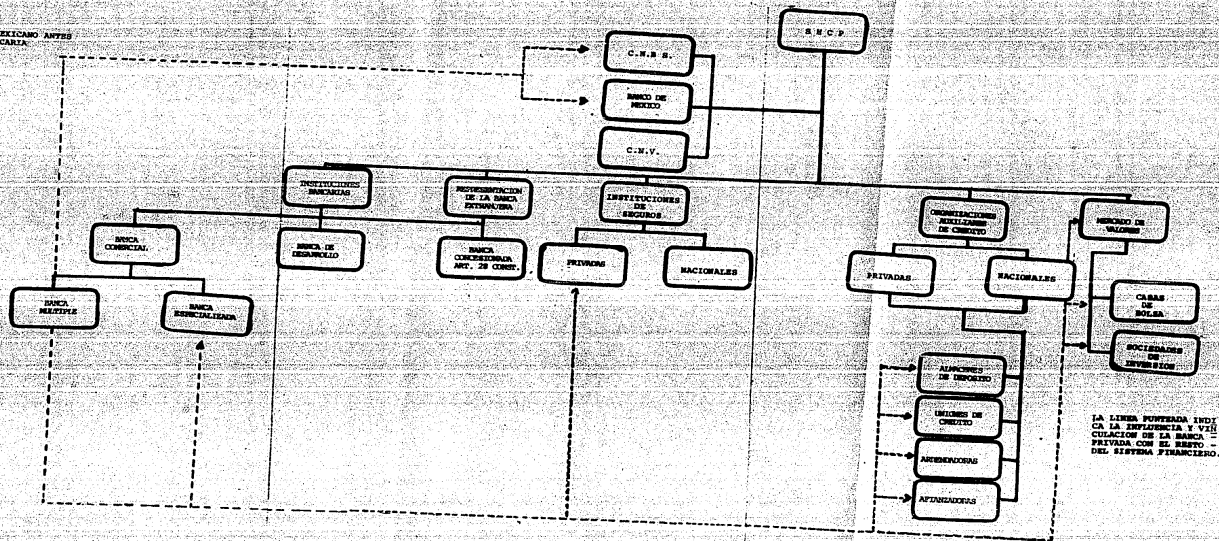 EXICANO ANTES
CARIA
S H C P
C.N.B S.
BANCO DE
MEXICO
C.N.V.
INSTITUCIONES
BANCARIAS
REPRESENTACION
DE LA BANCA
EXTRANJERA
INSTITUCIONES
DE
SEGUROS
ORGANIZACIONES
AUXILIARES
DE CREDITO
MERCADO DE
VALORES
BANCA
COMERCIAL
BANCA DE
DESARROLLO
BANCA
CONCESIONADA
ART. 28 CONST.
PRIVADAS
NACIONALES
PRIVADAS
NACIONALES
BANCA
MULTIPLE
BANCA
ESPECIALIZADA
CASAS
DE
BOLSA
SOCIEDADES
DE
INVERSION
ALMACENES
DE DEPOSITO
UNIONES DE
CREDITO
ARRENDADORAS
AFIANZADORAS
LA LINEA PUNTEADA INDI
CA LA INFLUENCIA Y VIN
CULACION DE LA BANCA -
PRIVADA CON EL RESTO -
DEL SISTEMA FINANCIERO.